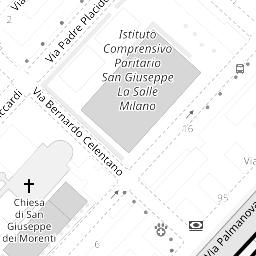 Istituto
Comprensivo
Paritario
San Giuseppe
La Salle
Milano
Via Padre Placido
Via Bernardo Celentano
Chiesa
di San
Giuseppe
dei Morenti
16
95
6
Via Palmanova